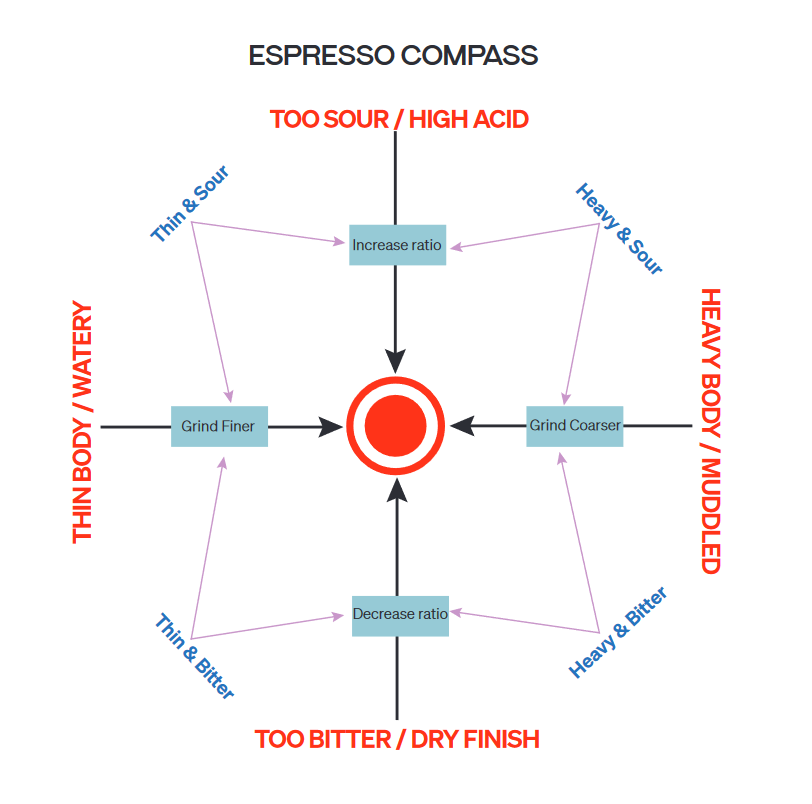 ESPRESSO COMPASS
TOO SOUR / HIGH ACID
Thin & Sour
Heavy & Sour
Increase ratio
THIN BODY / WATERY
Grind Finer
Grind Coarser
HEAVY BODY / MUDDLED
Decrease ratio
Thin & Bitter
Heavy & Bitter
TOO BITTER / DRY FINISH